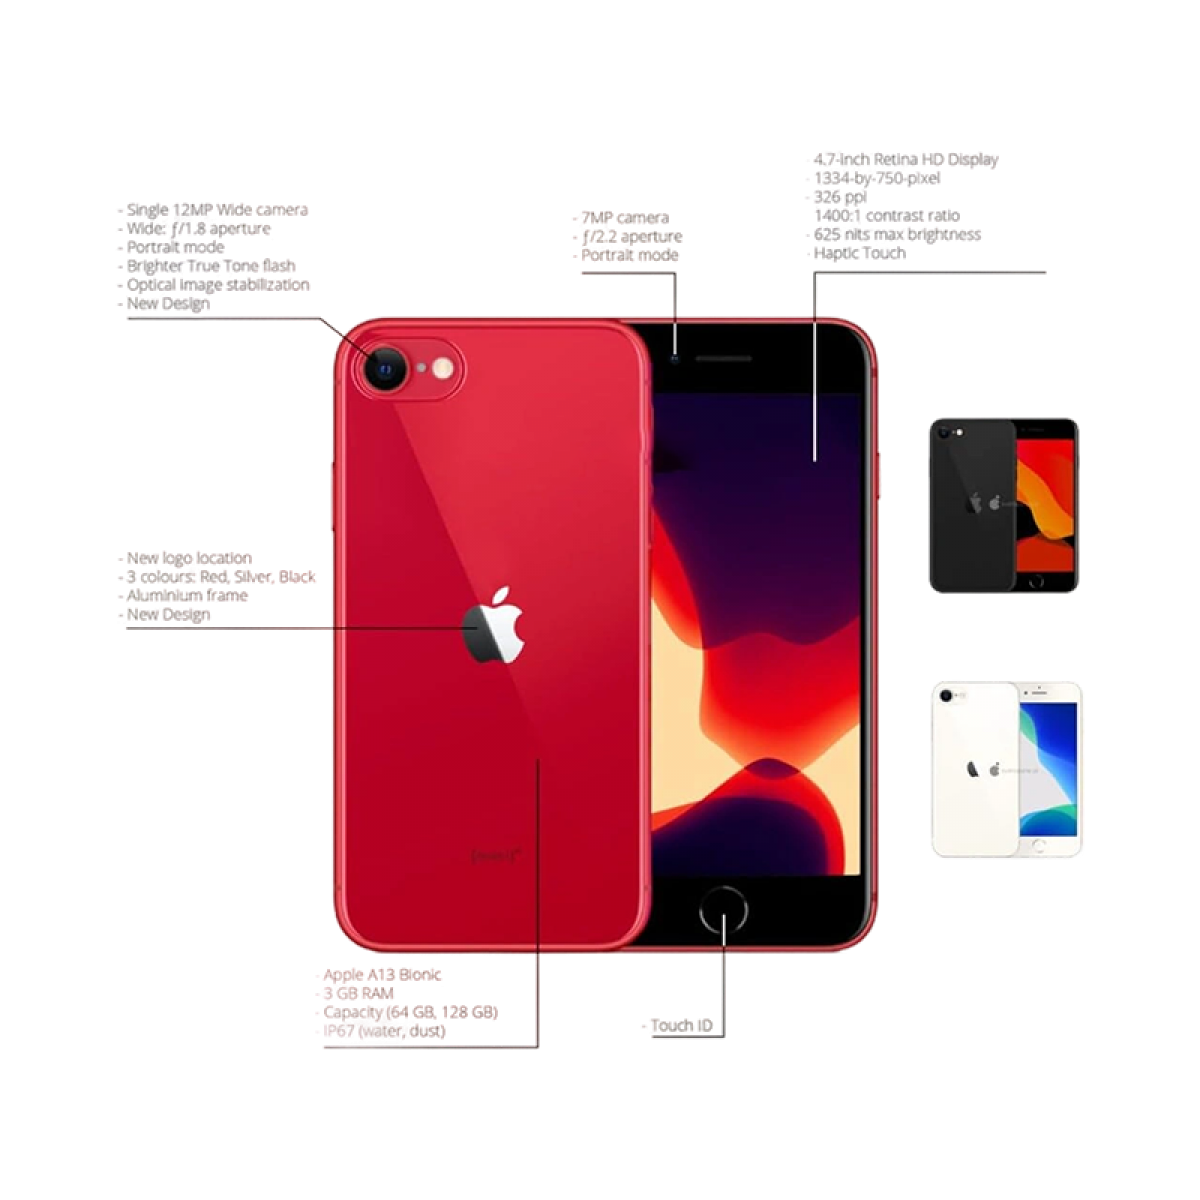 - Single 12MP Wide camera
- Wide: ƒ/1.8 aperture
- Portrait mode
- Brighter True Tone flash
- Optical image stabilization
- New Design
- 7MP camera
- ƒ/2.2 aperture
- Portrait mode
- 4.7-inch Retina HD Display
- 1334-by-750-pixel
- 326 ppi
1400:1 contrast ratio
- 625 nits max brightness
- Haptic Touch
- New logo location
- 3 colours: Red, Silver, Black
- Aluminium frame
- New Design
- Apple A13 Bionic
- 3 GB RAM
- Capacity (64 GB, 128 GB)
- IP67 (water, dust)
- Touch ID